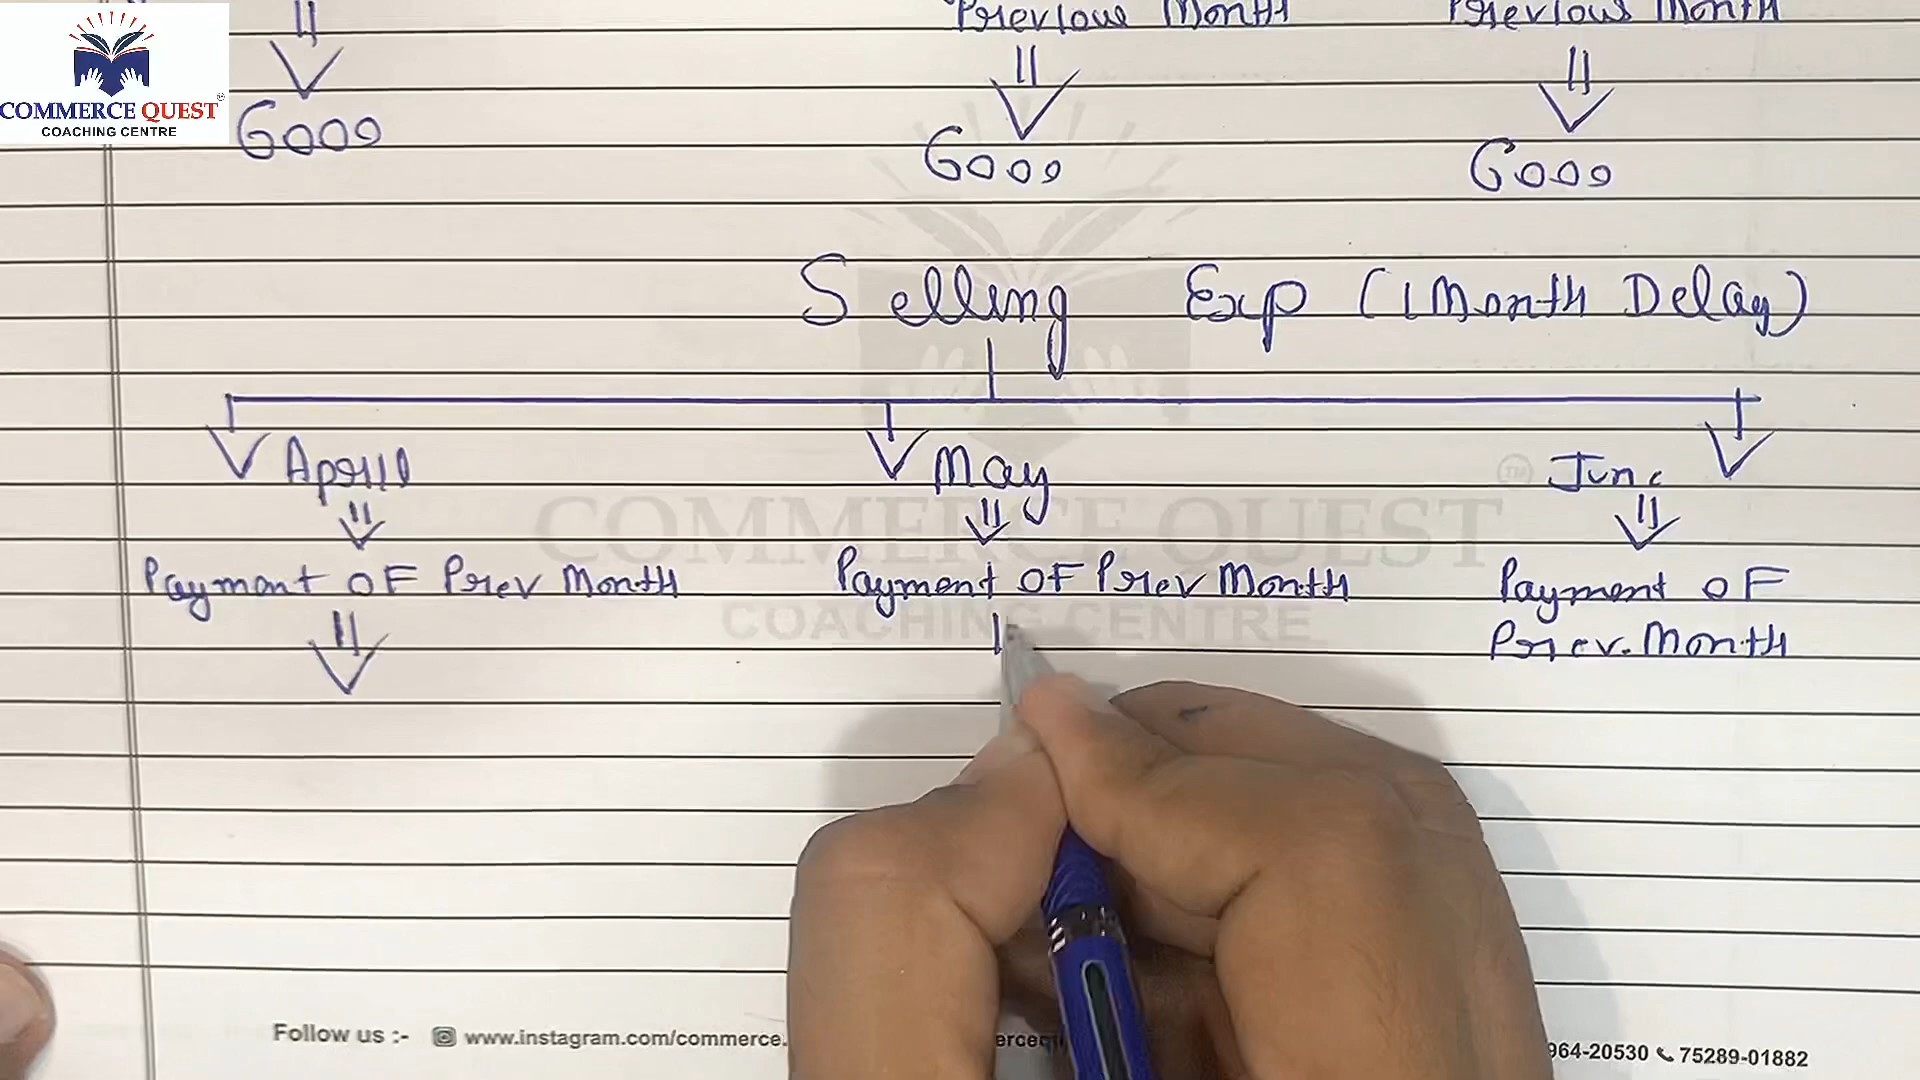 Previous Month Previous Month
COMMERCE QUEST
COACHING CENTRE
6000 6000 6000
Selling Exp (1 Month Delay)
April May June
TM
COMMERCE QUEST
Payment OF Prev Month Payment OF Prev Month Payment OF
Prev. Month
COACHING CENTRE
Follow us :- www.instagram.com/commerce. 964-20530 75289-01882